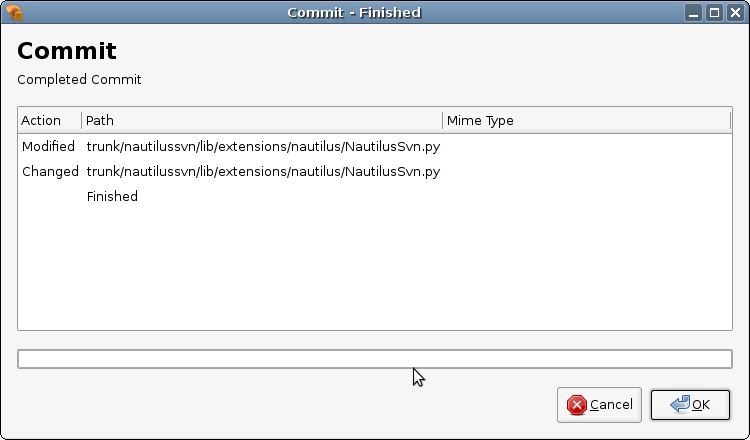 Commit - Finished
Commit
Completed Commit
Action Path Mime Type
Modified trunk/nautilussvn/lib/extensions/nautilus/NautilusSvn.py
Changed trunk/nautilussvn/lib/extensions/nautilus/NautilusSvn.py
Finished
Cancel OK